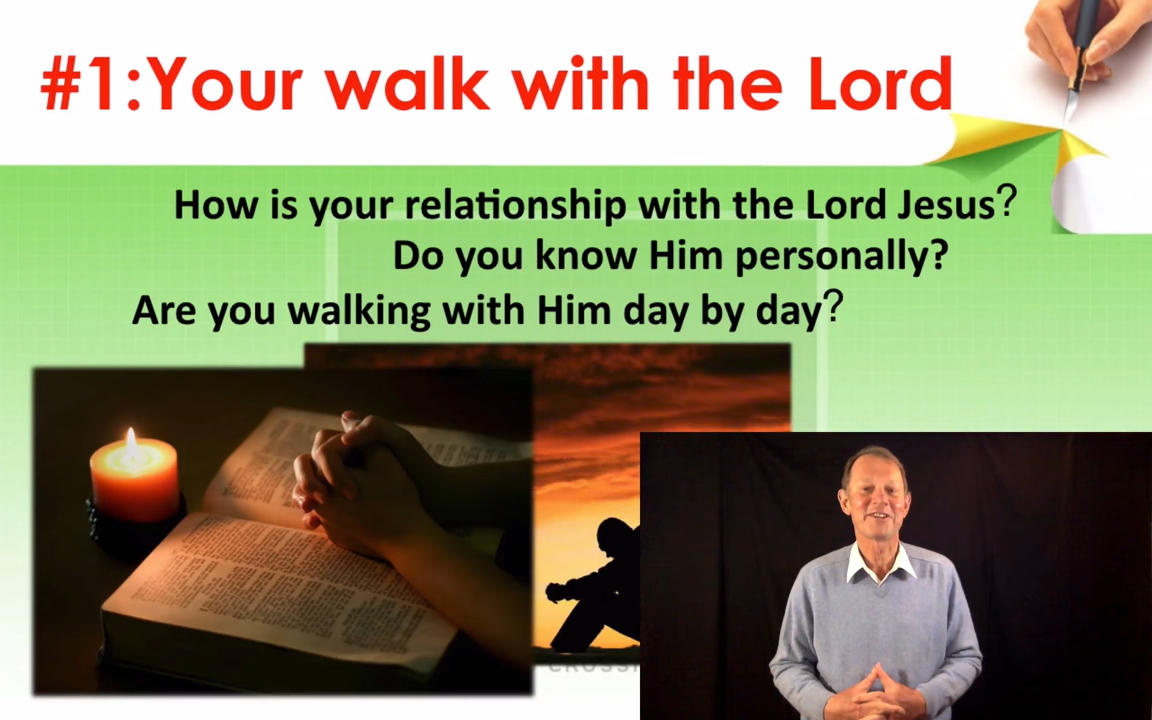 #1:Your walk with the Lord
How is your relationship with the Lord Jesus?
Do you know Him personally?
Are you walking with Him day by day?